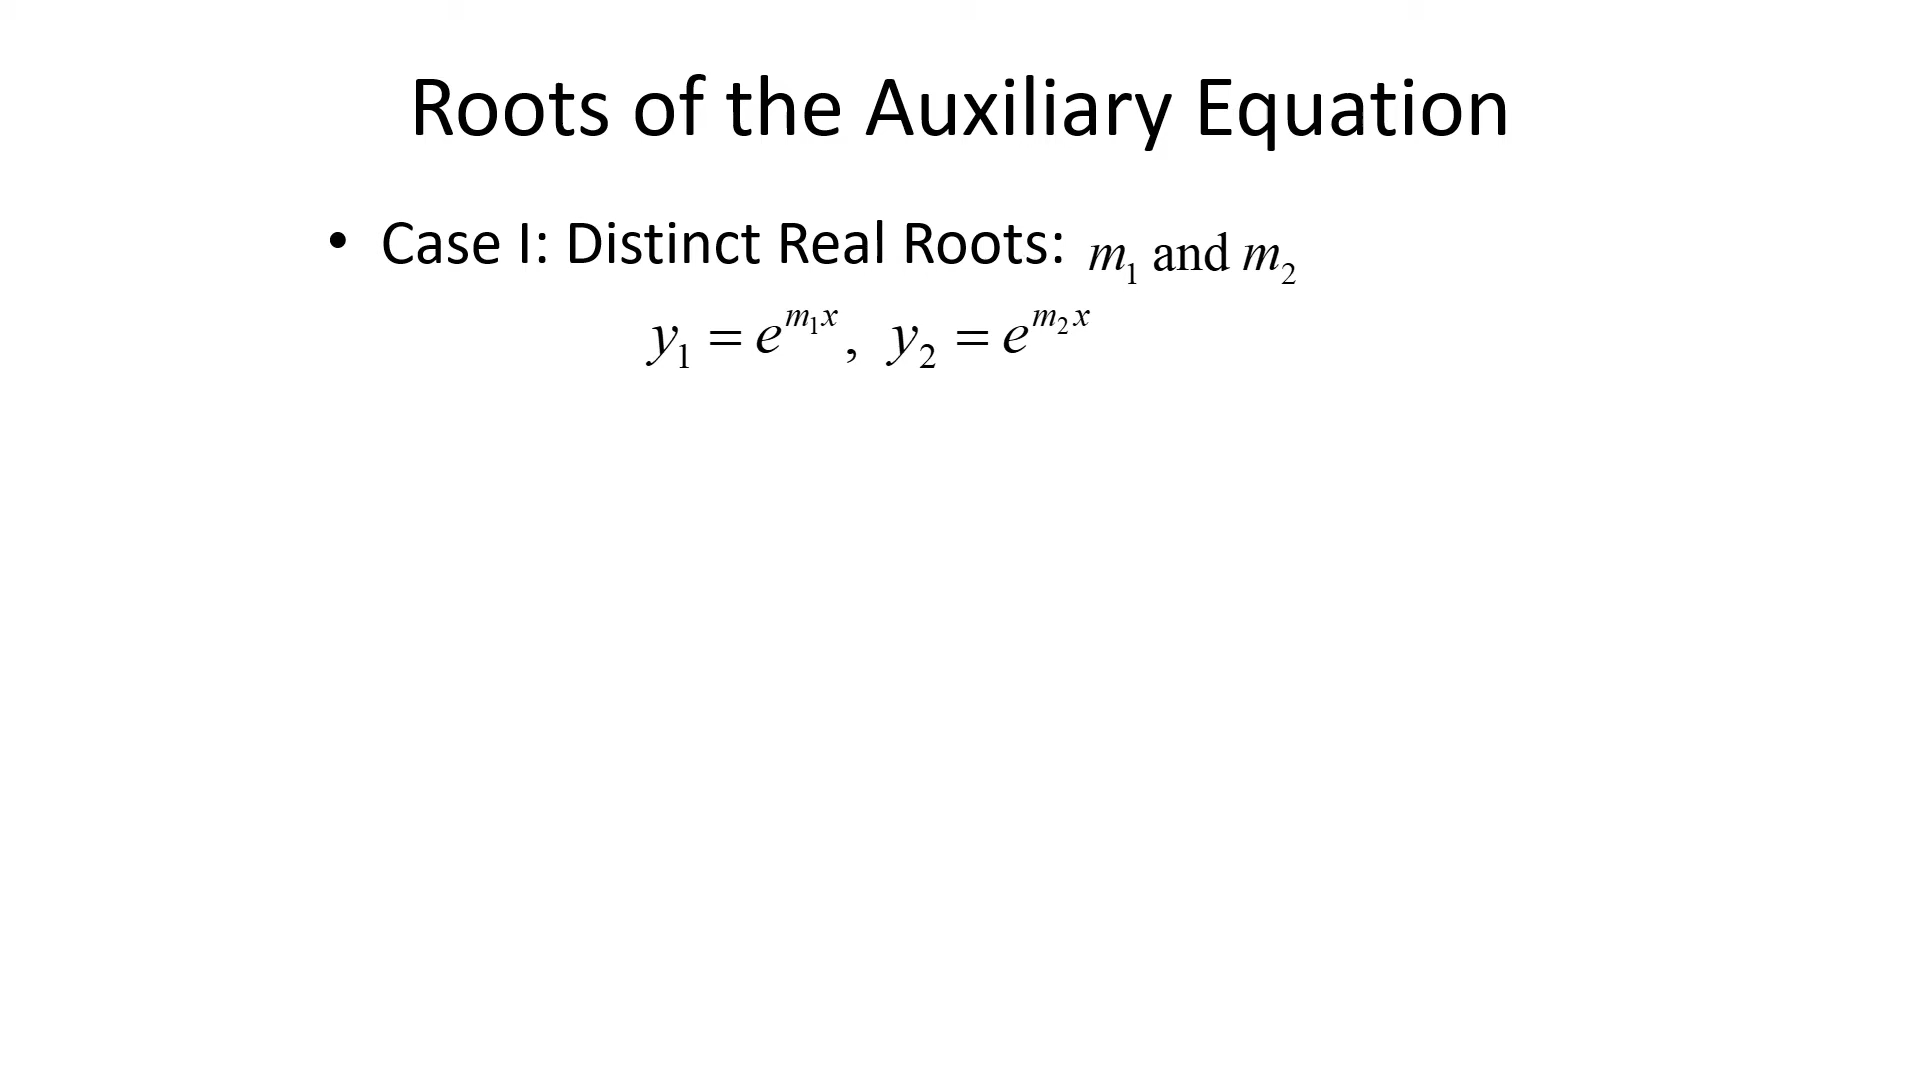 Roots of the Auxiliary Equation
• Case I: Distinct Real Roots: m₁ and m₂
y₁ = e^{m₁x}, y₂ = e^{m₂x}